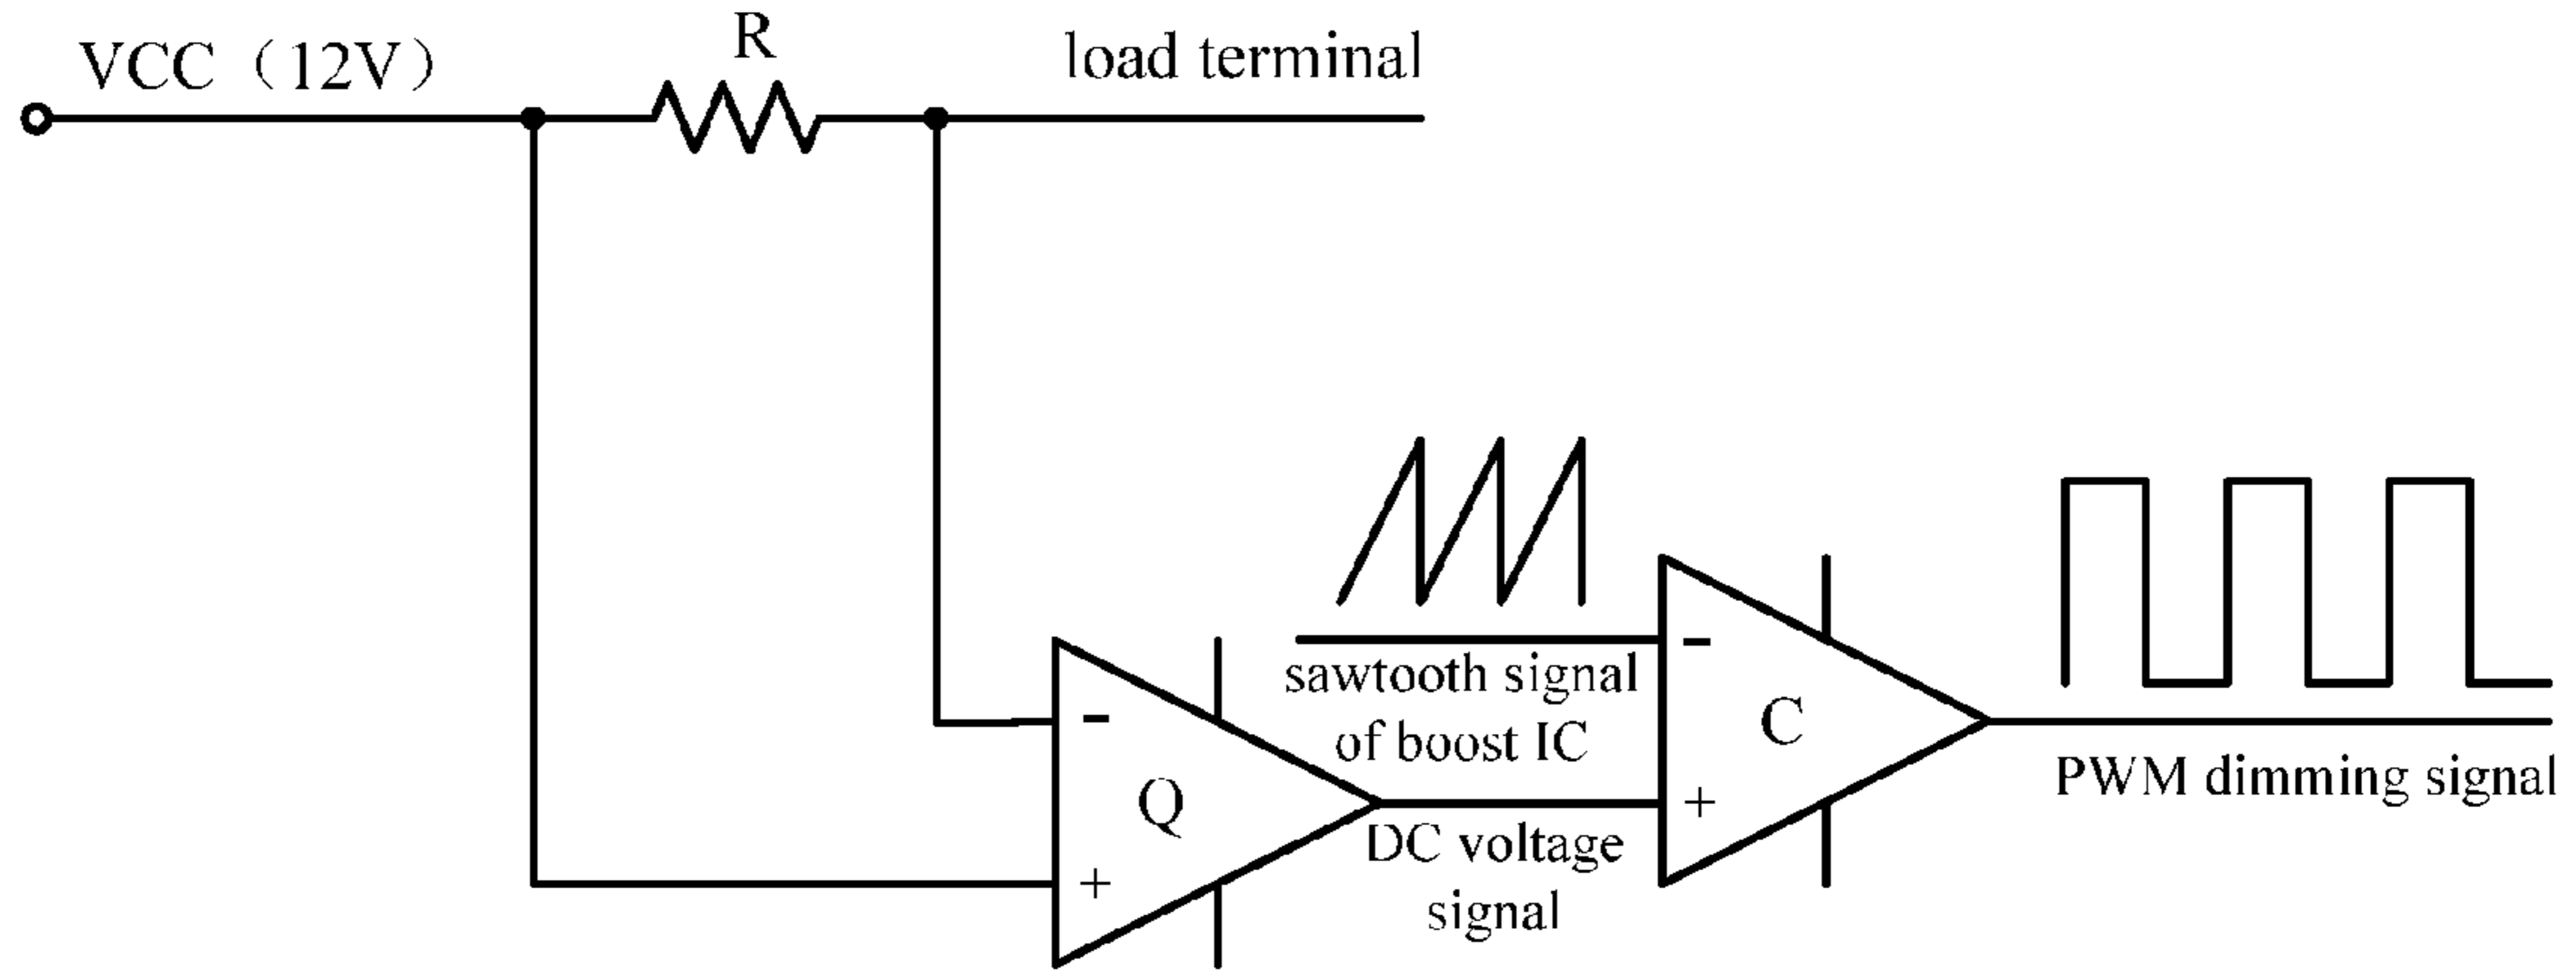 R
VCC（12V）
load terminal
-
sawtooth signal
of boost IC
C
-
Q
+
PWM dimming signal
DC voltage
signal
+